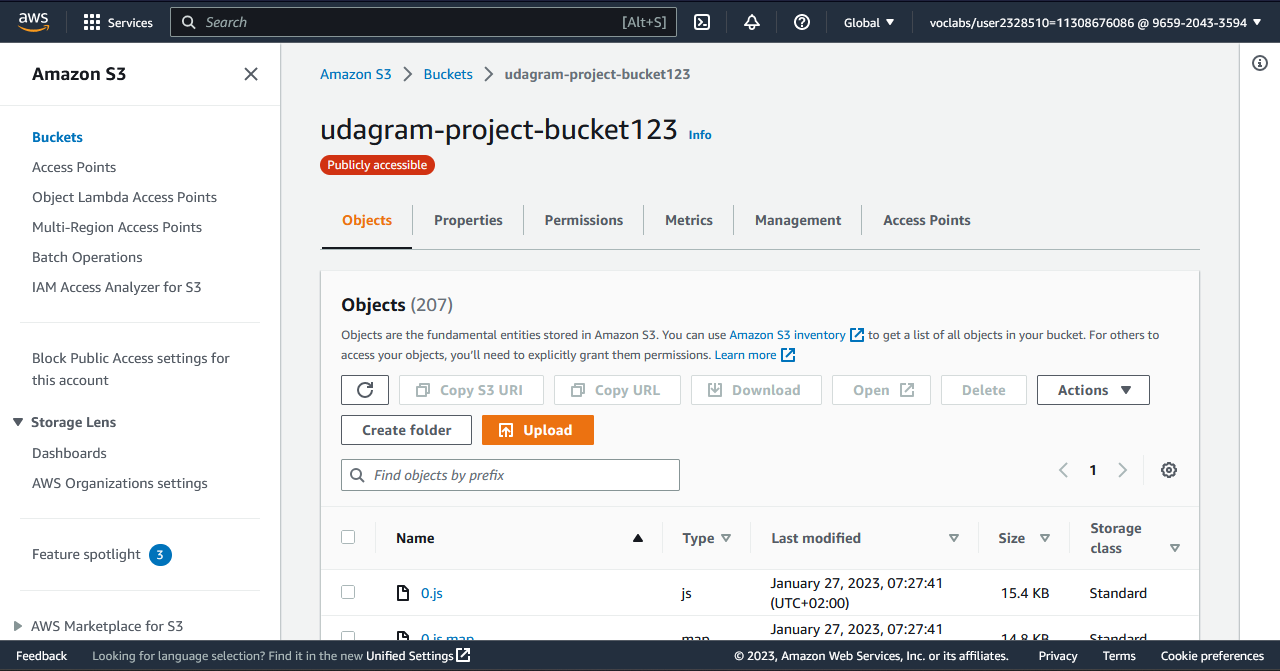 aws
Services
Search
[Alt+S]
Global
voclabs/user2328510=11308676086 @ 9659-2043-3594
Amazon S3
Buckets
Access Points
Object Lambda Access Points
Multi-Region Access Points
Batch Operations
IAM Access Analyzer for S3
Block Public Access settings for
this account
Storage Lens
Dashboards
AWS Organizations settings
Feature spotlight 3
AWS Marketplace for S3
Amazon S3 Buckets udagram-project-bucket123
udagram-project-bucket123 Info
Publicly accessible
Objects Properties Permissions Metrics Management Access Points
Objects (207)
Objects are the fundamental entities stored in Amazon S3. You can use Amazon S3 inventory to get a list of all objects in your bucket. For others to
access your objects, you'll need to explicitly grant them permissions. Learn more
Copy S3 URI Copy URL Download Open Delete Actions
Create folder Upload
Find objects by prefix
1
Name Type Last modified Size Storage
class
0.js js January 27, 2023, 07:27:41
(UTC+02:00) 15.4 KB Standard
0.js.map map January 27, 2023, 07:27:41 14.8 KB Standard
Feedback Looking for language selection? Find it in the new Unified Settings © 2023, Amazon Web Services, Inc. or its affiliates. Privacy Terms Cookie preferences